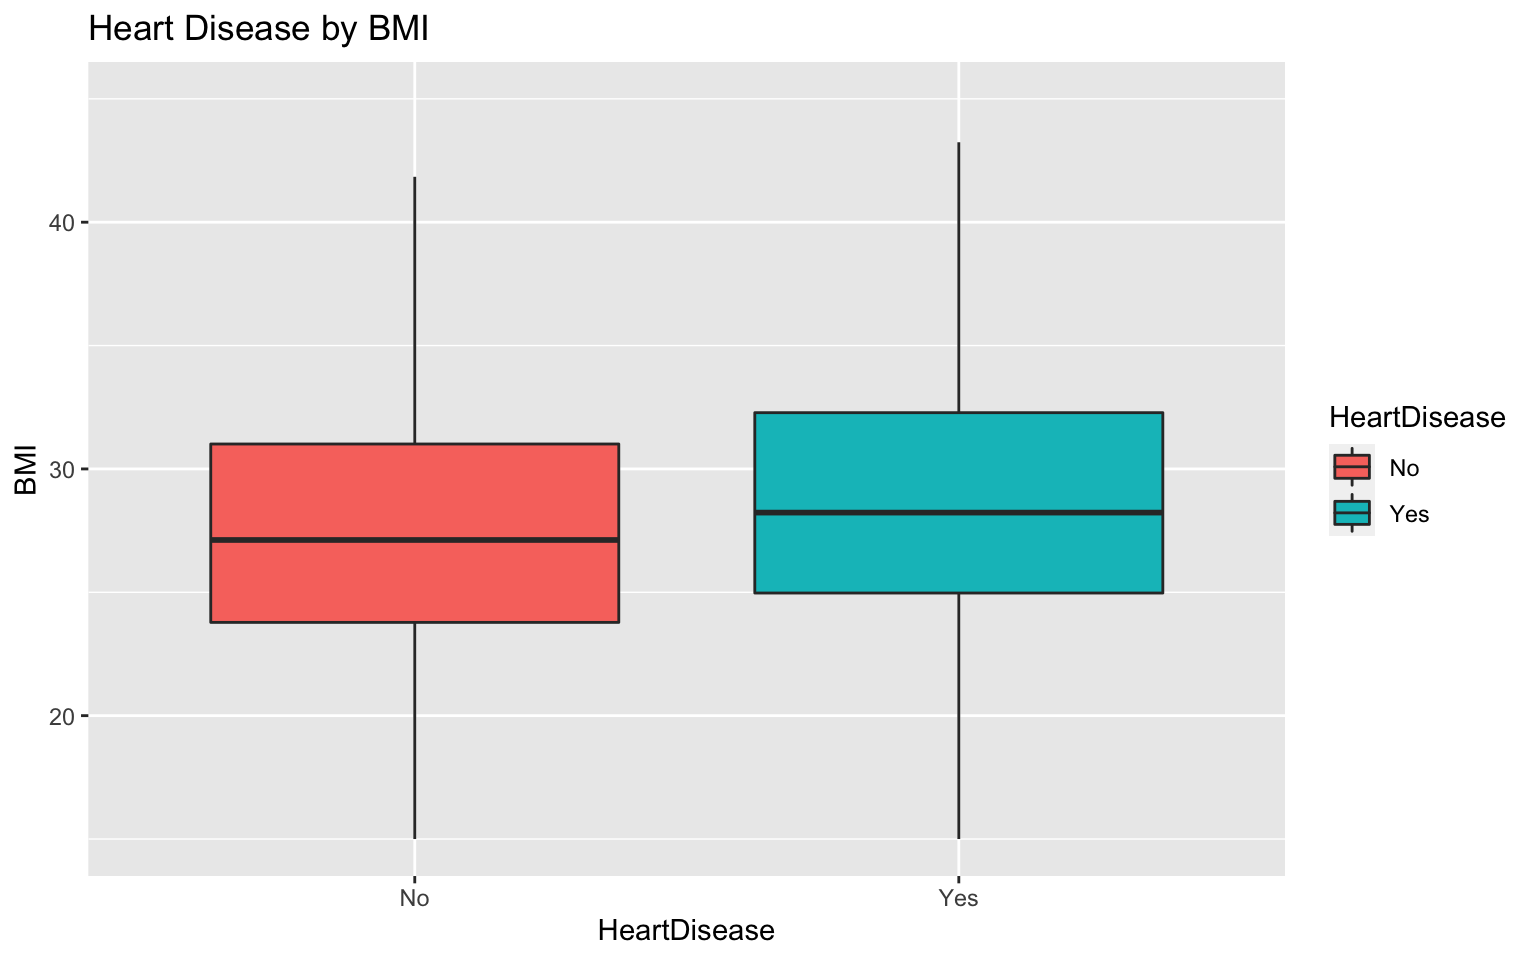 Heart Disease by BMI
BMI
40
30
20
No
Yes
HeartDisease
HeartDisease
No
Yes